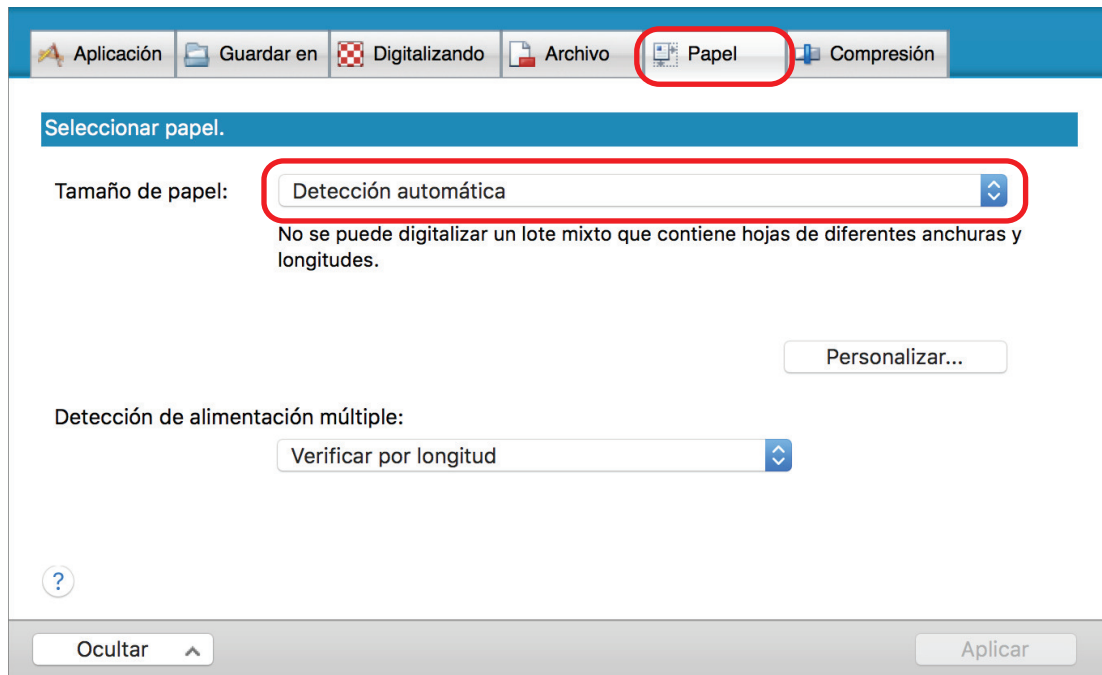 Aplicación Guardar en Digitalizando Archivo Papel Compresión
Seleccionar papel.
Tamaño de papel: Detección automática
No se puede digitalizar un lote mixto que contiene hojas de diferentes anchuras y
longitudes.
Personalizar...
Detección de alimentación múltiple:
Verificar por longitud
?
Ocultar Aplicar